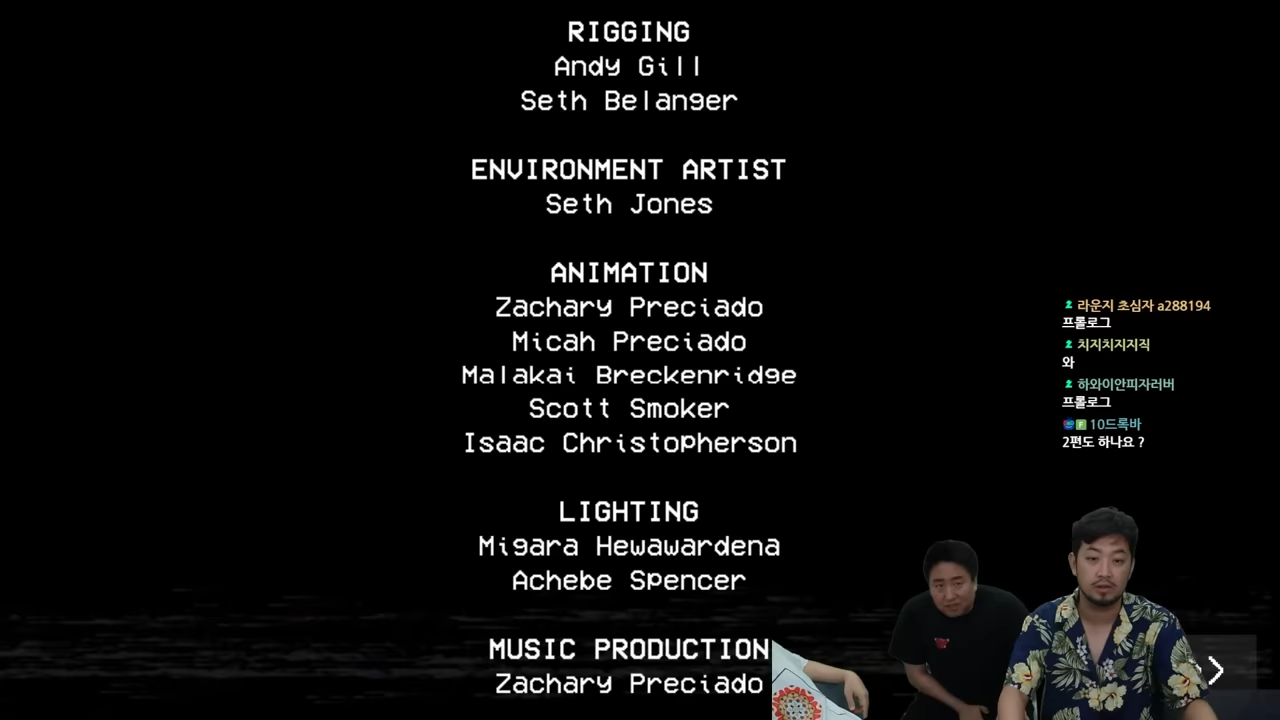 RIGGING
Andy Gill
Seth Belanger
ENVIRONMENT ARTIST
Seth Jones
ANIMATION
Zachary Preciado
Micah Preciado
Malakai Breckenridge
Scott Smoker
Isaac Christopherson
LIGHTING
Migara Hewawardena
Achebe Spencer
MUSIC PRODUCTION
Zachary Preciado
라운지 초심자 a288194
프롤로그
치지치지지직
와
하와이안피자러버
프롤로그
10드록바
2편도 하나요 ?